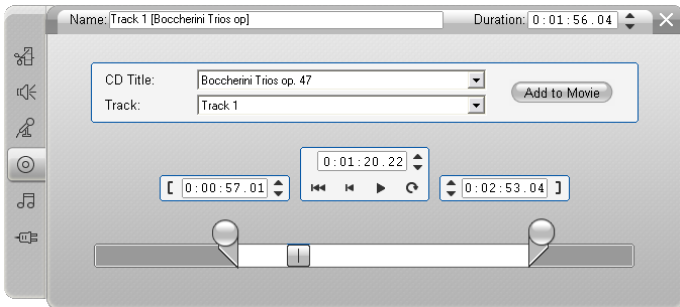 Name: Track 1 [Boccherini Trios op] Duration: 0:01:56.04
CD Title: Boccherini Trios op. 47
Add to Movie
Track: Track 1
0:01:20.22
[ 0:00:57.01 0:02:53.04 ]